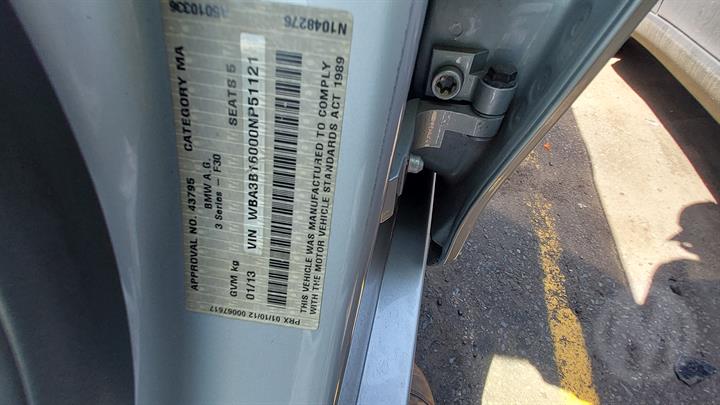 A5010336 N1048276
APPROVAL NO. 43795 CATEGORY MA
BMW A.G.
3 Series - F30
VIN WBA3B16000NP51121
GVM kg SEATS 5
01/13
THIS VEHICLE WAS MANUFACTURED TO COMPLY
WITH THE MOTOR VEHICLE STANDARDS ACT 1989
PRX 01/10/12 00067617